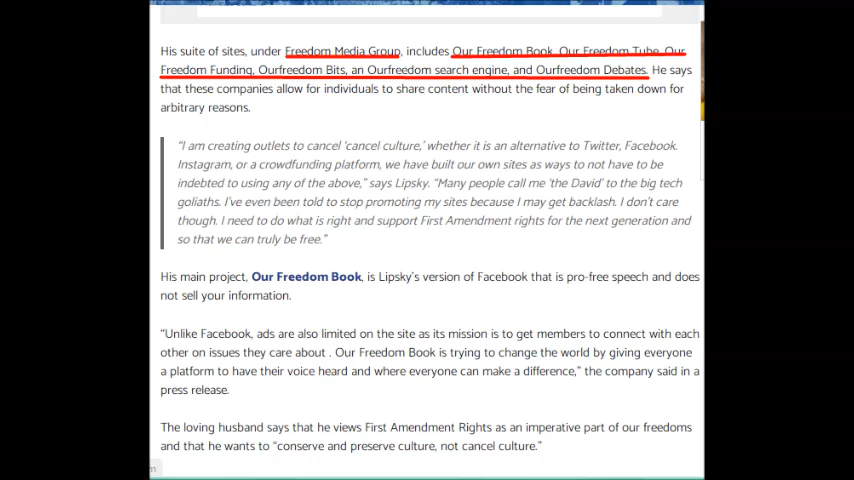 His suite of sites, under Freedom Media Group, includes Our Freedom Book, Our Freedom Tube, Our
Freedom Funding, Ourfreedom Bits, an Ourfreedom search engine, and Ourfreedom Debates. He says
that these companies allow for individuals to share content without the fear of being taken down for
arbitrary reasons.
“I am creating outlets to cancel ‘cancel culture,’ whether it is an alternative to Twitter, Facebook.
Instagram, or a crowdfunding platform, we have built our own sites as ways to not have to be
indebted to using any of the above,” says Lipsky. “Many people call me ‘the David’ to the big tech
goliaths. I’ve even been told to stop promoting my sites because I may get backlash. I don’t care
though. I need to do what is right and support First Amendment rights for the next generation and
so that we can truly be free.”
His main project, Our Freedom Book, is Lipsky’s version of Facebook that is pro-free speech and does
not sell your information.
“Unlike Facebook, ads are also limited on the site as its mission is to get members to connect with each
other on issues they care about . Our Freedom Book is trying to change the world by giving everyone
a platform to have their voice heard and where everyone can make a difference,” the company said in a
press release.
The loving husband says that he views First Amendment Rights as an imperative part of our freedoms
and that he wants to “conserve and preserve culture, not cancel culture.”